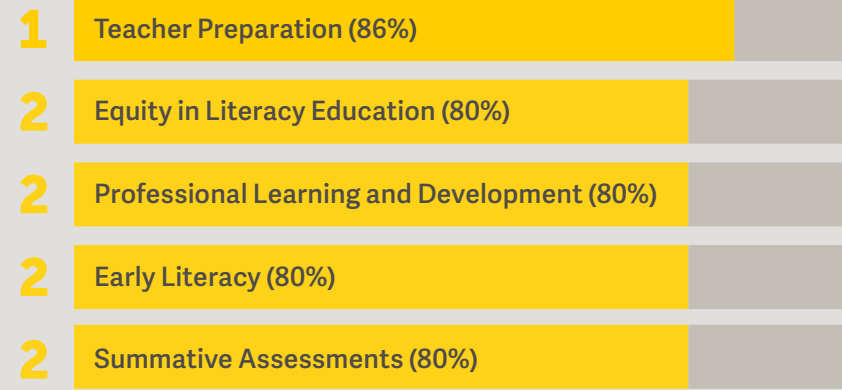 1 Teacher Preparation (86%)
2 Equity in Literacy Education (80%)
2 Professional Learning and Development (80%)
2 Early Literacy (80%)
2 Summative Assessments (80%)